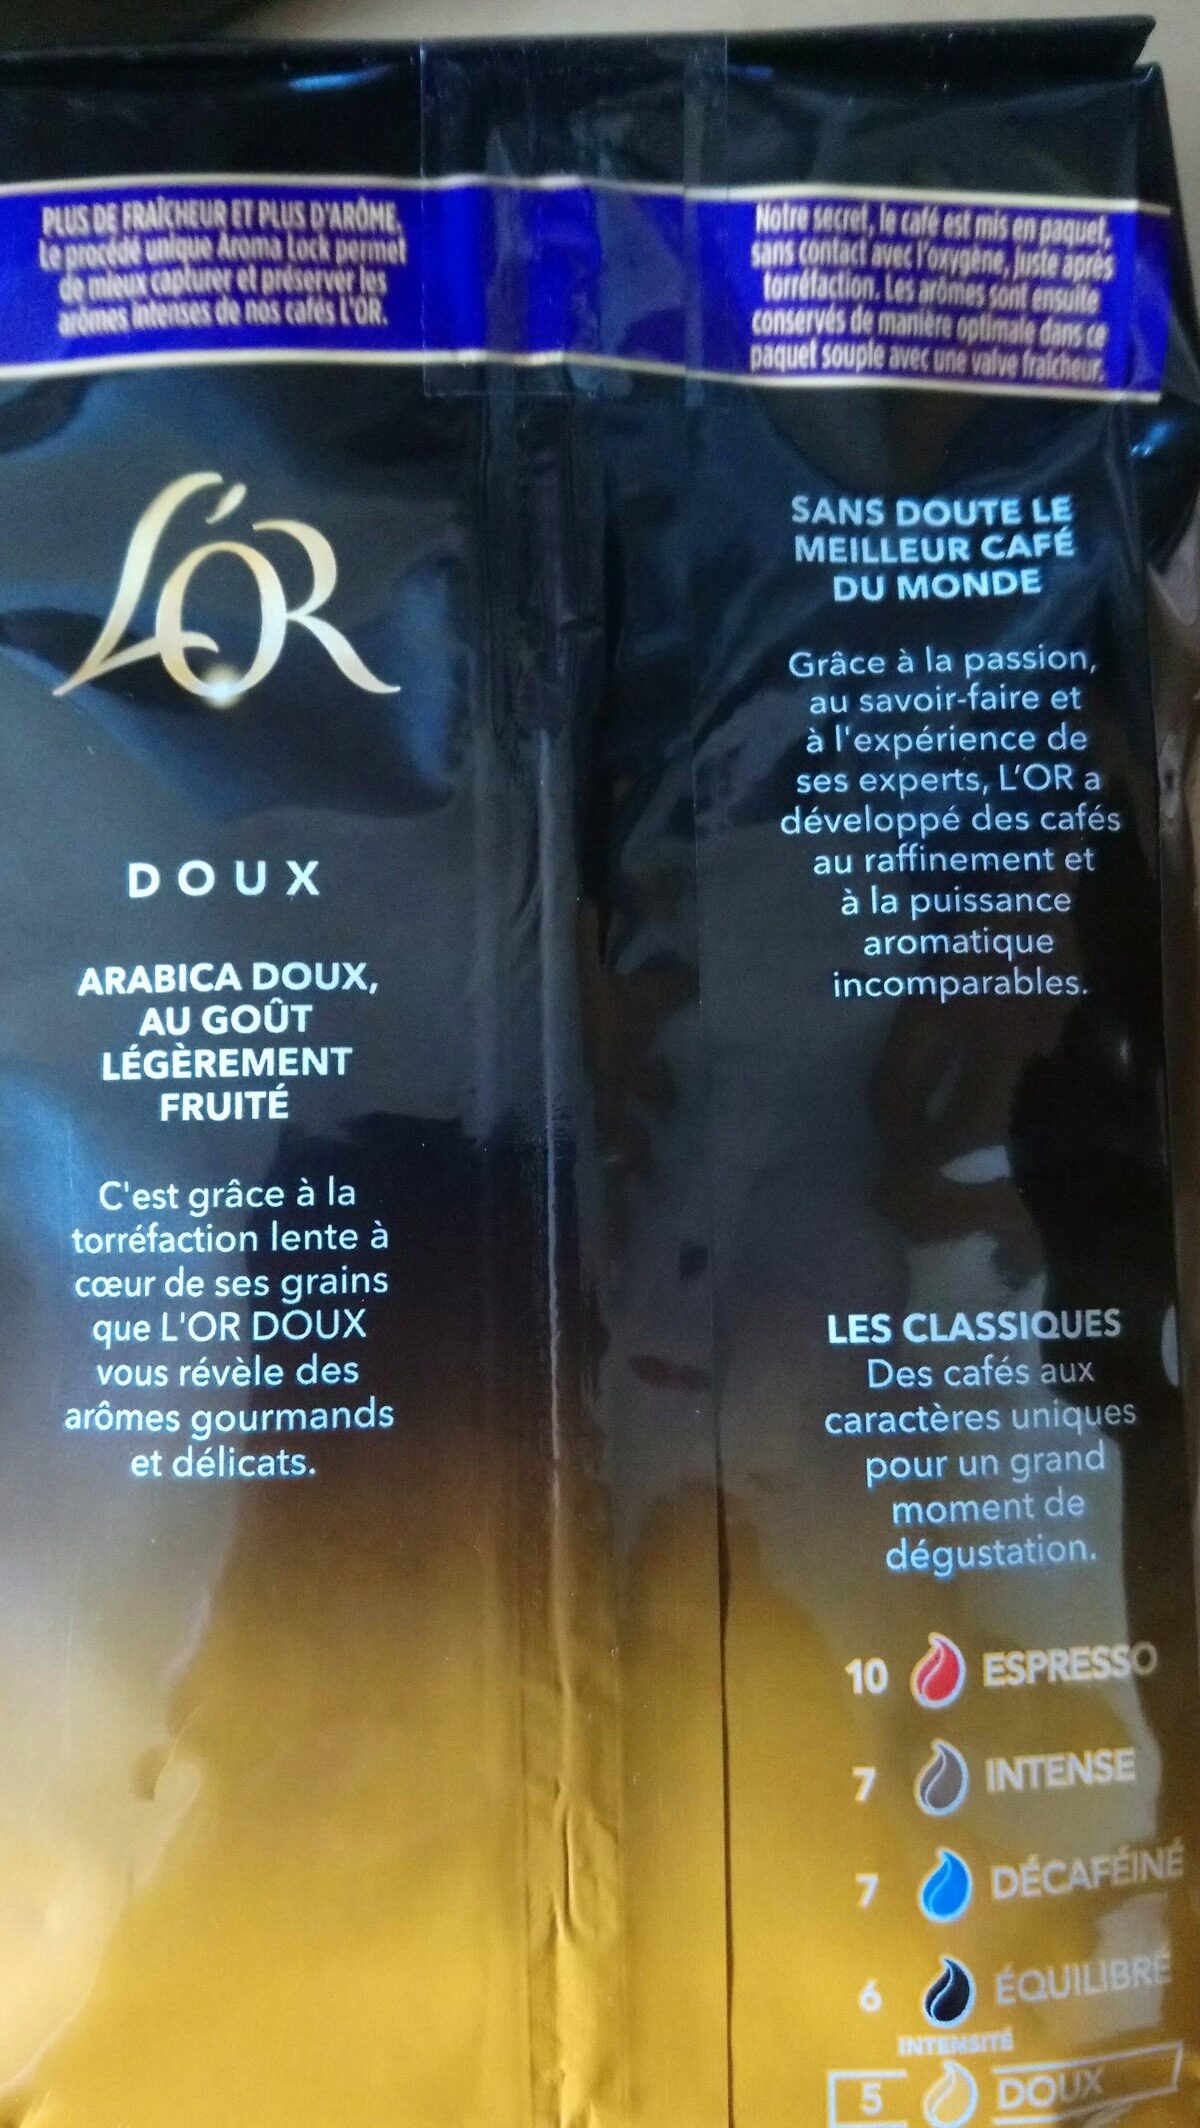 PLUS DE FRAÎCHEUR ET PLUS D'ARÔME.
Le procédé unique Aroma Lock permet
de mieux capturer et préserver les
arômes intenses de nos cafés L'OR.
Notre secret, le café est mis en paquet,
sans contact avec l'oxygène, juste après
torréfaction. Les arômes sont ensuite
conservés de manière optimale dans ce
paquet souple avec une valve fraîcheur.
L'OR
DOUX
ARABICA DOUX,
AU GOÛT
LÉGÈREMENT
FRUITÉ
C'est grâce à la
torréfaction lente à
cœur de ses grains
que L'OR DOUX
vous révèle des
arômes gourmands
et délicats.
SANS DOUTE LE
MEILLEUR CAFÉ
DU MONDE
Grâce à la passion,
au savoir-faire et
à l'expérience de
ses experts, L'OR a
développé des cafés
au raffinement et
à la puissance
aromatique
incomparables.
LES CLASSIQUES
Des cafés aux
caractères uniques
pour un grand
moment de
dégustation.
10 ESPRESSO
7 INTENSE
7 DÉCAFÉINÉ
6 ÉQUILIBRÉ
INTENSITÉ
5 DOUX